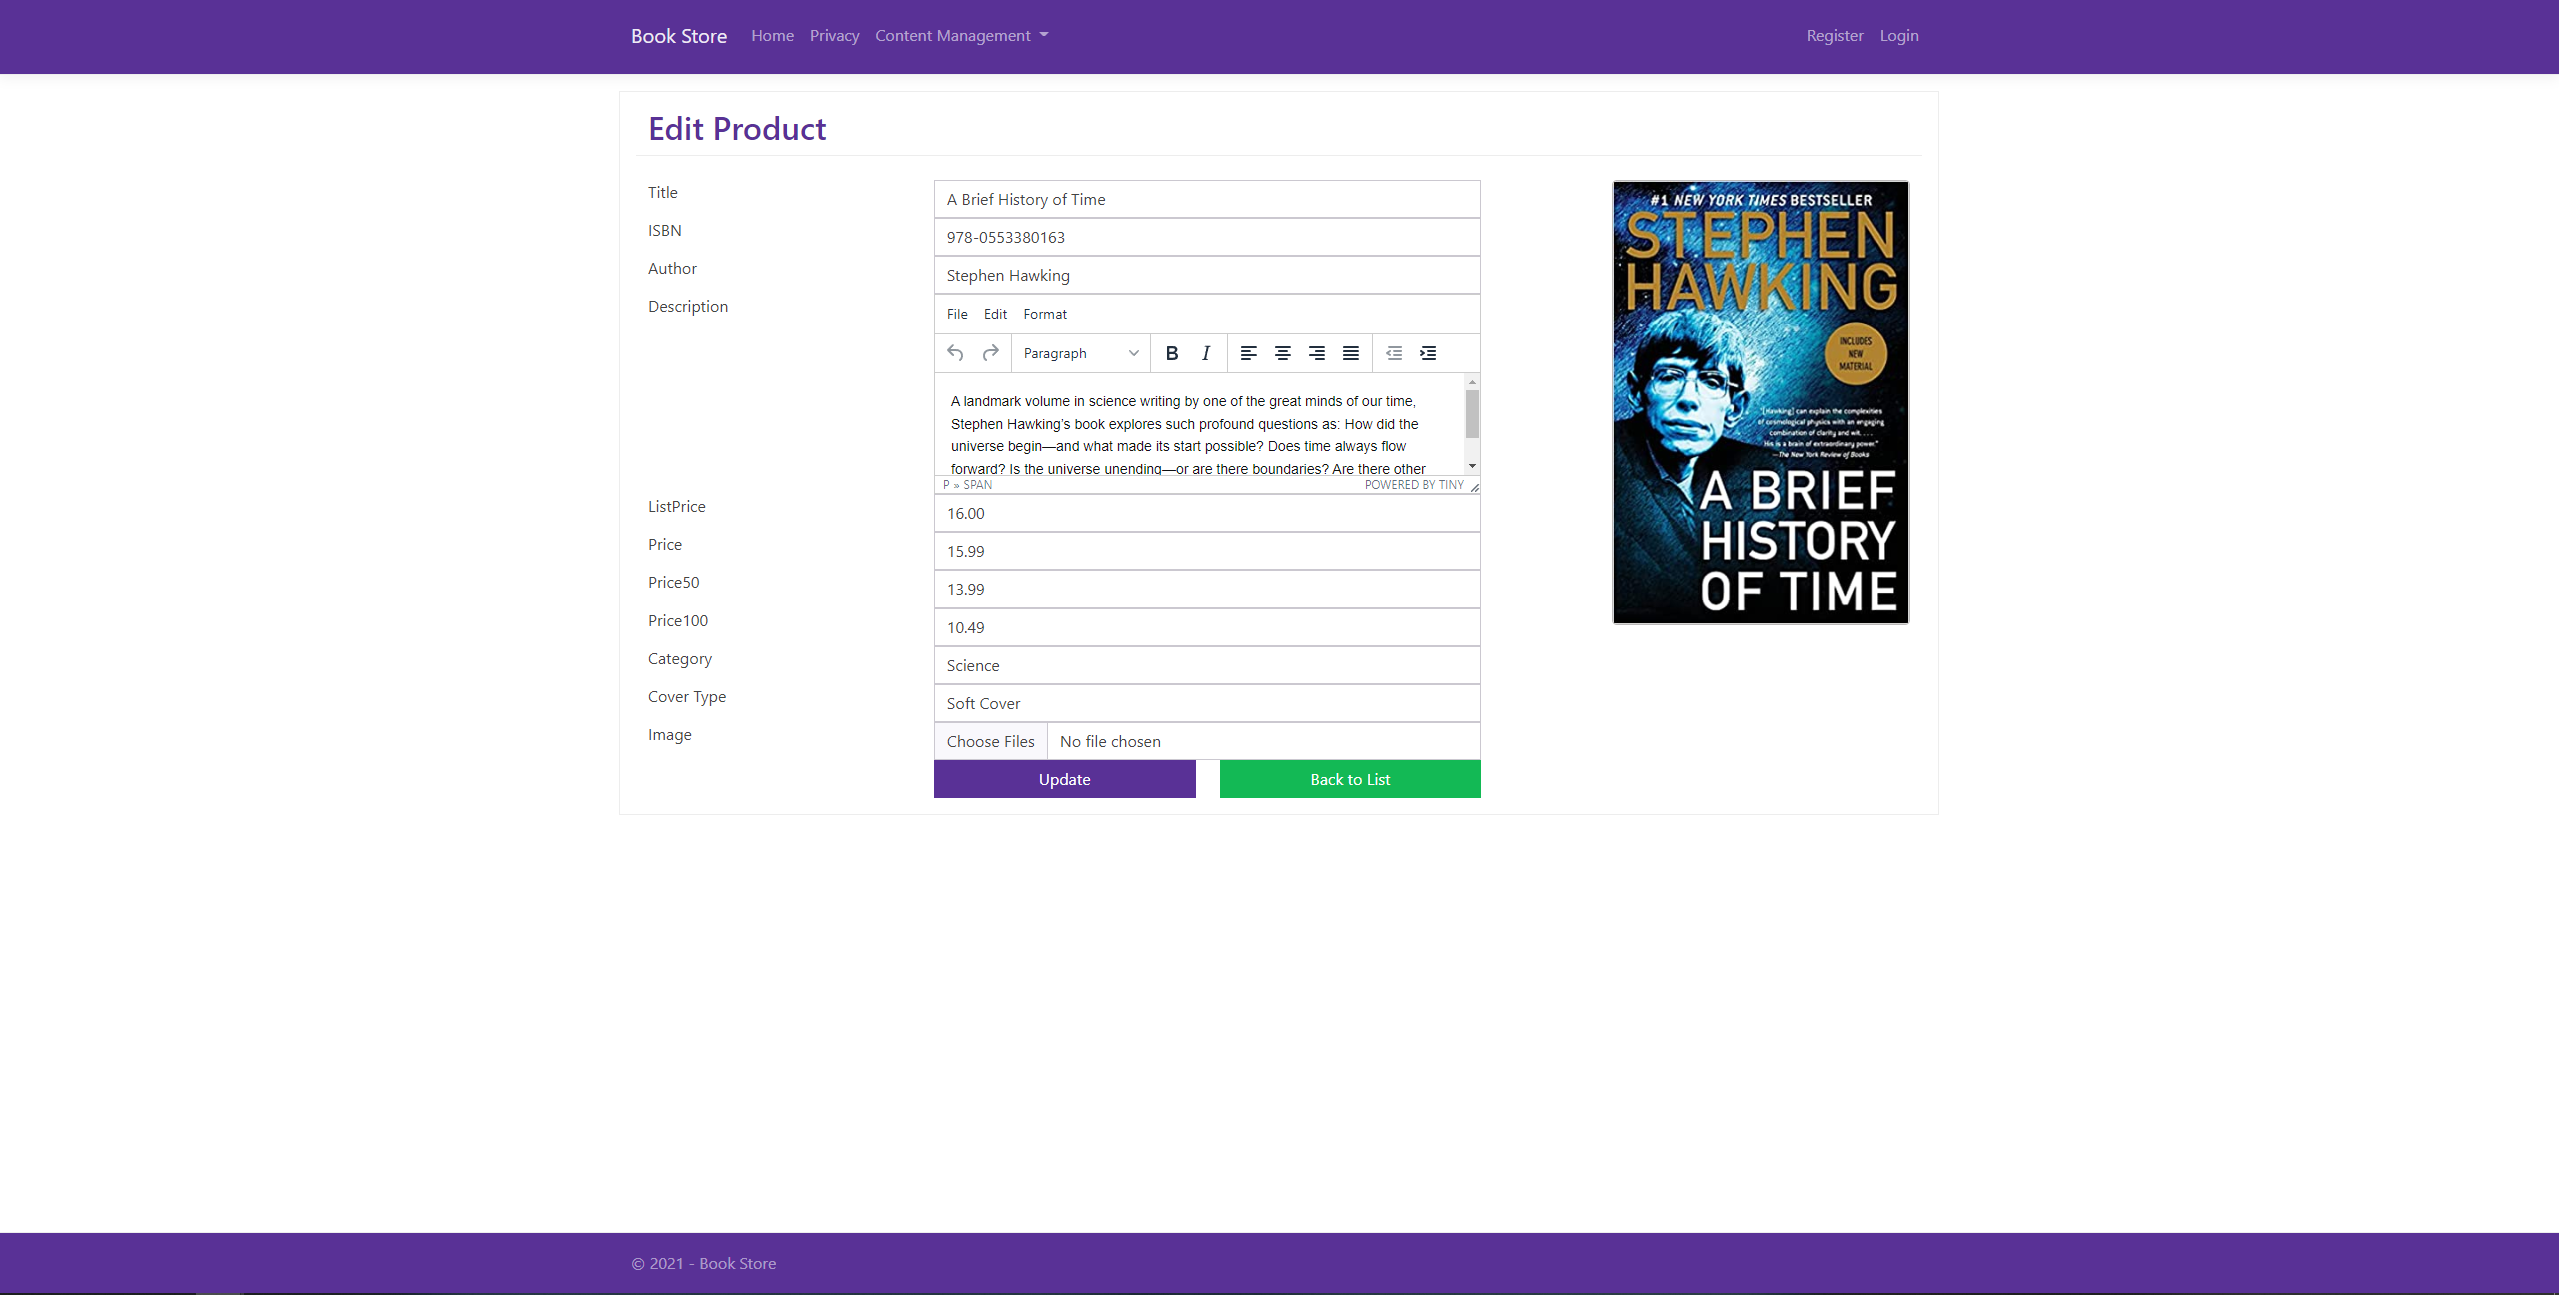 Book Store Home Privacy Content Management Register Login
Edit Product
Title A Brief History of Time
ISBN 978-0553380163
Author Stephen Hawking
Description File Edit Format
Paragraph B I
A landmark volume in science writing by one of the great minds of our time,
Stephen Hawking's book explores such profound questions as: How did the
universe begin—and what made its start possible? Does time always flow
forward? Is the universe unending—or are there boundaries? Are there other
P » SPAN POWERED BY TINY
ListPrice 16.00
Price 15.99
Price50 13.99
Price100 10.49
Category Science
Cover Type Soft Cover
Image Choose Files No file chosen
Update Back to List
#1 NEW YORK TIMES BESTSELLER
STEPHEN
HAWKING
INCLUDES
NEW
MATERIAL
"[Hawking] can explain the complexities
of cosmological physics with an engaging
combination of clarity and wit. . . .
His is a brain of extraordinary power."
—The New York Review of Books
A BRIEF
HISTORY
OF TIME
© 2021 - Book Store